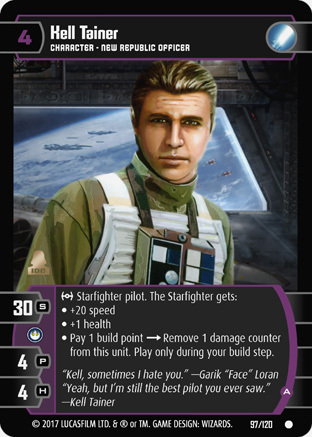 4
Kell Tainer
CHARACTER • NEW REPUBLIC OFFICER
IDC
30 S
4 P
4 H
Starfighter pilot. The Starfighter gets:
• +20 speed
• +1 health
• Pay 1 build point → Remove 1 damage counter
from this unit. Play only during your build step.
"Kell, sometimes I hate you." —Garik "Face" Loran
"Yeah, but I'm still the best pilot you ever saw."
—Kell Tainer
A
© 2017 LUCASFILM LTD. & ® or TM. GAME DESIGN: WIZARDS.
97/120